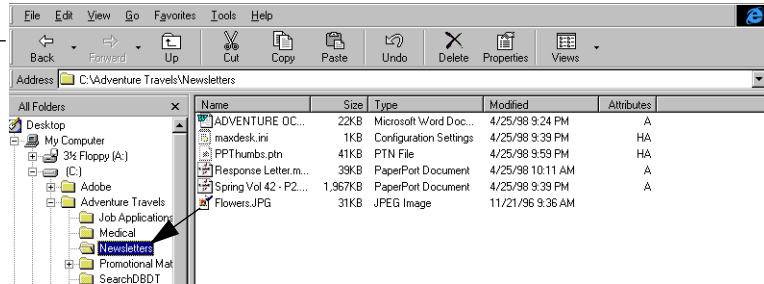 File Edit View Go Favorites Tools Help
Back Forward Up Cut Copy Paste Undo Delete Properties Views
Address C:\Adventure Travels\Newsletters
All Folders x Name Size Type Modified Attributes
Desktop ADVENTURE OC... 22KB Microsoft Word Doc... 4/25/98 9:24 PM A
My Computer maxdesk.ini 1KB Configuration Settings 4/25/98 9:39 PM HA
3½ Floppy (A:) PPThumbs.ptn 41KB PTN File 4/25/98 9:59 PM HA
(C:) Response Letter.m... 39KB PaperPort Document 4/25/98 10:11 AM A
Adobe Spring Vol 42 - P2.... 1,967KB PaperPort Document 4/25/98 9:39 PM A
Adventure Travels Flowers.JPG 31KB JPEG Image 11/21/96 9:36 AM
Job Applications
Medical
Newsletters
Promotional Mat
SearchDBDT